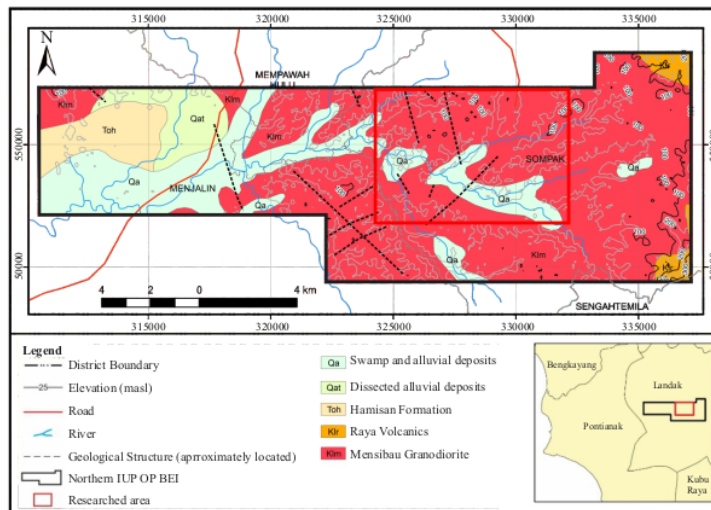 315000 320000 325000 330000 335000
N
MEMPAWAH
HULU
Klm
Klm
Qat
Toh
Klm
55000
Qa
SOMPAK
Qa
Qa
MENJALIN
Qa
Qa
Qa
Klm
50000
4 2 0 4 km
SENGAHTEMILA
315000 320000 325000 330000 335000
Legend
District Boundary
25 Elevation (masl)
Road
River
Geological Structure (aprroximately located)
Northern IUP OP BEI
Researched area
Qa Swamp and alluvial deposits
Qat Dissected alluvial deposits
Toh Hamisan Formation
Klr Raya Volcanics
Klm Mensibau Granodiorite
Bengkayang
Landak
Pontianak
Kubu
Raya